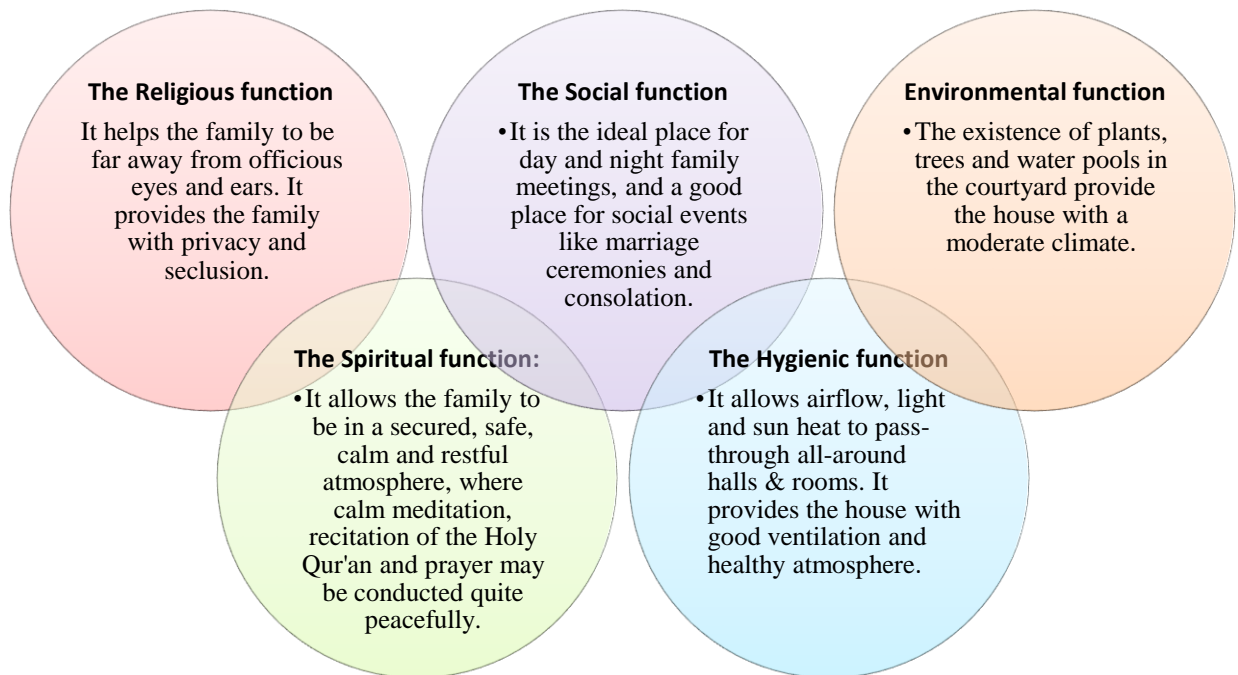 The Religious function
It helps the family to be
far away from officious
eyes and ears. It
provides the family
with privacy and
seclusion.
The Social function
•It is the ideal place for
day and night family
meetings, and a good
place for social events
like marriage
ceremonies and
consolation.
Environmental function
•The existence of plants,
trees and water pools in
the courtyard provide
the house with a
moderate climate.
The Spiritual function:
•It allows the family to
be in a secured, safe,
calm and restful
atmosphere, where
calm meditation,
recitation of the Holy
Qur'an and prayer may
be conducted quite
peacefully.
The Hygienic function
•It allows airflow, light
and sun heat to pass-
through all-around
halls & rooms. It
provides the house with
good ventilation and
healthy atmosphere.